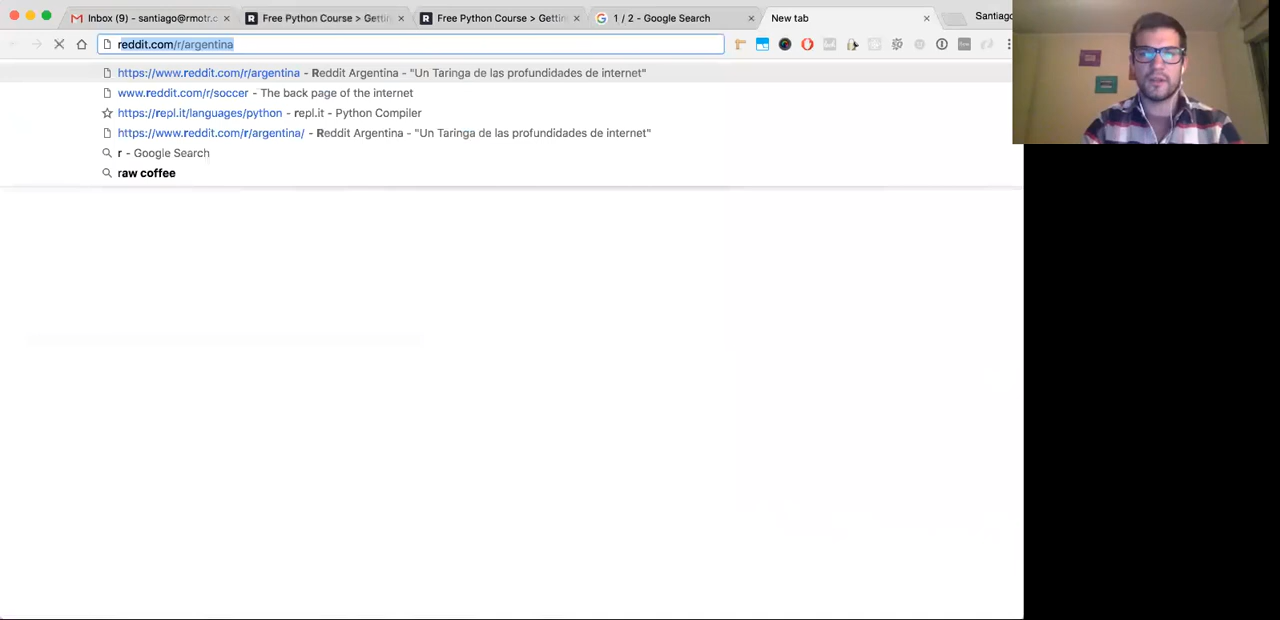 Inbox (9) - santiago@rmotr.c
Free Python Course > Gettin
Free Python Course > Gettin
1 / 2 - Google Search
New tab
Santiago
reddit.com/r/argentina
https://www.reddit.com/r/argentina - Reddit Argentina - "Un Taringa de las profundidades de internet"
www.reddit.com/r/soccer - The back page of the internet
https://repl.it/languages/python - repl.it - Python Compiler
https://www.reddit.com/r/argentina/ - Reddit Argentina - "Un Taringa de las profundidades de internet"
r - Google Search
raw coffee